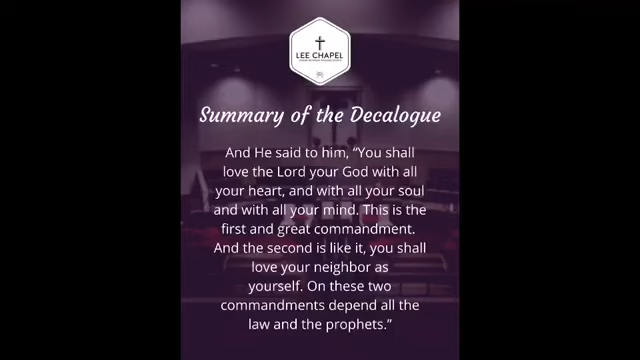 LEE CHAPEL
Summary of the Decalogue
And He said to him, “You shall
love the Lord your God with all
your heart, and with all your soul
and with all your mind. This is the
first and great commandment.
And the second is like it, you shall
love your neighbor as
yourself. On these two
commandments depend all the
law and the prophets.”